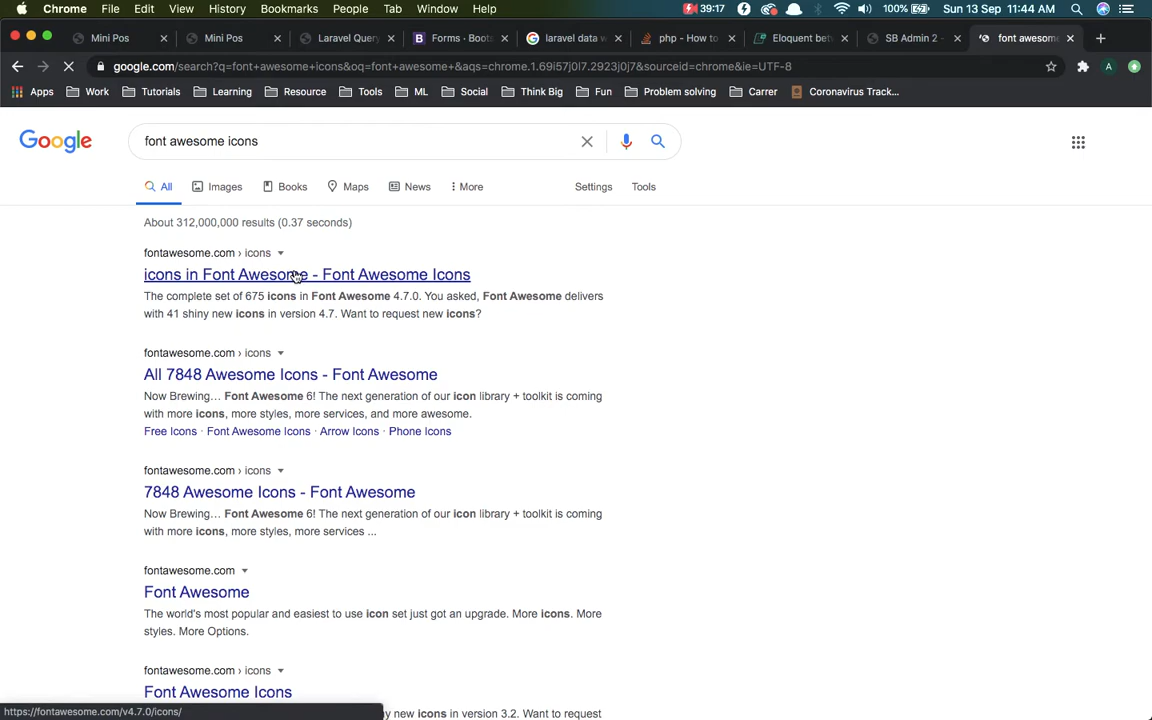 Chrome File Edit View History Bookmarks People Tab Window Help 39:17 100% Sun 13 Sep 11:44 AM
Mini Pos Mini Pos Laravel Query Forms · Boots laravel data w php - How to Eloquent bet SB Admin 2 - font awesome
google.com/search?q=font+awesome+icons&oq=font+awesome+&aqs=chrome.1.69i57j0l7.2923j0j7&sourceid=chrome&ie=UTF-8
Apps Work Tutorials Learning Resource Tools ML Social Think Big Fun Problem solving Carrer Coronavirus Track...
Google font awesome icons
All Images Books Maps News More Settings Tools
About 312,000,000 results (0.37 seconds)
fontawesome.com › icons
icons in Font Awesome - Font Awesome Icons
The complete set of 675 icons in Font Awesome 4.7.0. You asked, Font Awesome delivers
with 41 shiny new icons in version 4.7. Want to request new icons?
fontawesome.com › icons
All 7848 Awesome Icons - Font Awesome
Now Brewing... Font Awesome 6! The next generation of our icon library + toolkit is coming
with more icons, more styles, more services, and more awesome.
Free Icons · Font Awesome Icons · Arrow Icons · Phone Icons
fontawesome.com › icons
7848 Awesome Icons - Font Awesome
Now Brewing... Font Awesome 6! The next generation of our icon library + toolkit is coming
with more icons, more styles, more services ...
fontawesome.com
Font Awesome
The world's most popular and easiest to use icon set just got an upgrade. More icons. More
styles. More Options.
fontawesome.com › icons
Font Awesome Icons
https://fontawesome.com/v4.7.0/icons/ new icons in version 3.2. Want to request